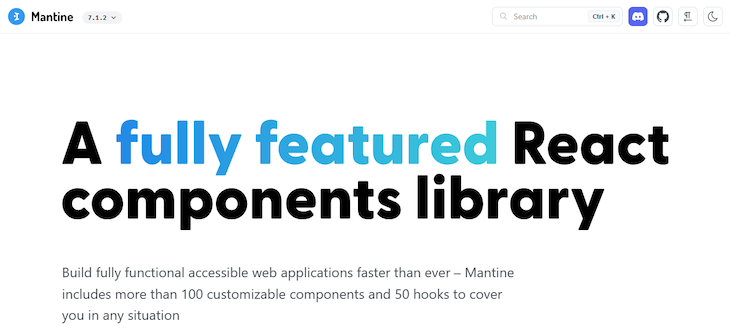 Mantine 7.1.2 Search Ctrl + K
A fully featured React
components library
Build fully functional accessible web applications faster than ever – Mantine
includes more than 100 customizable components and 50 hooks to cover
you in any situation